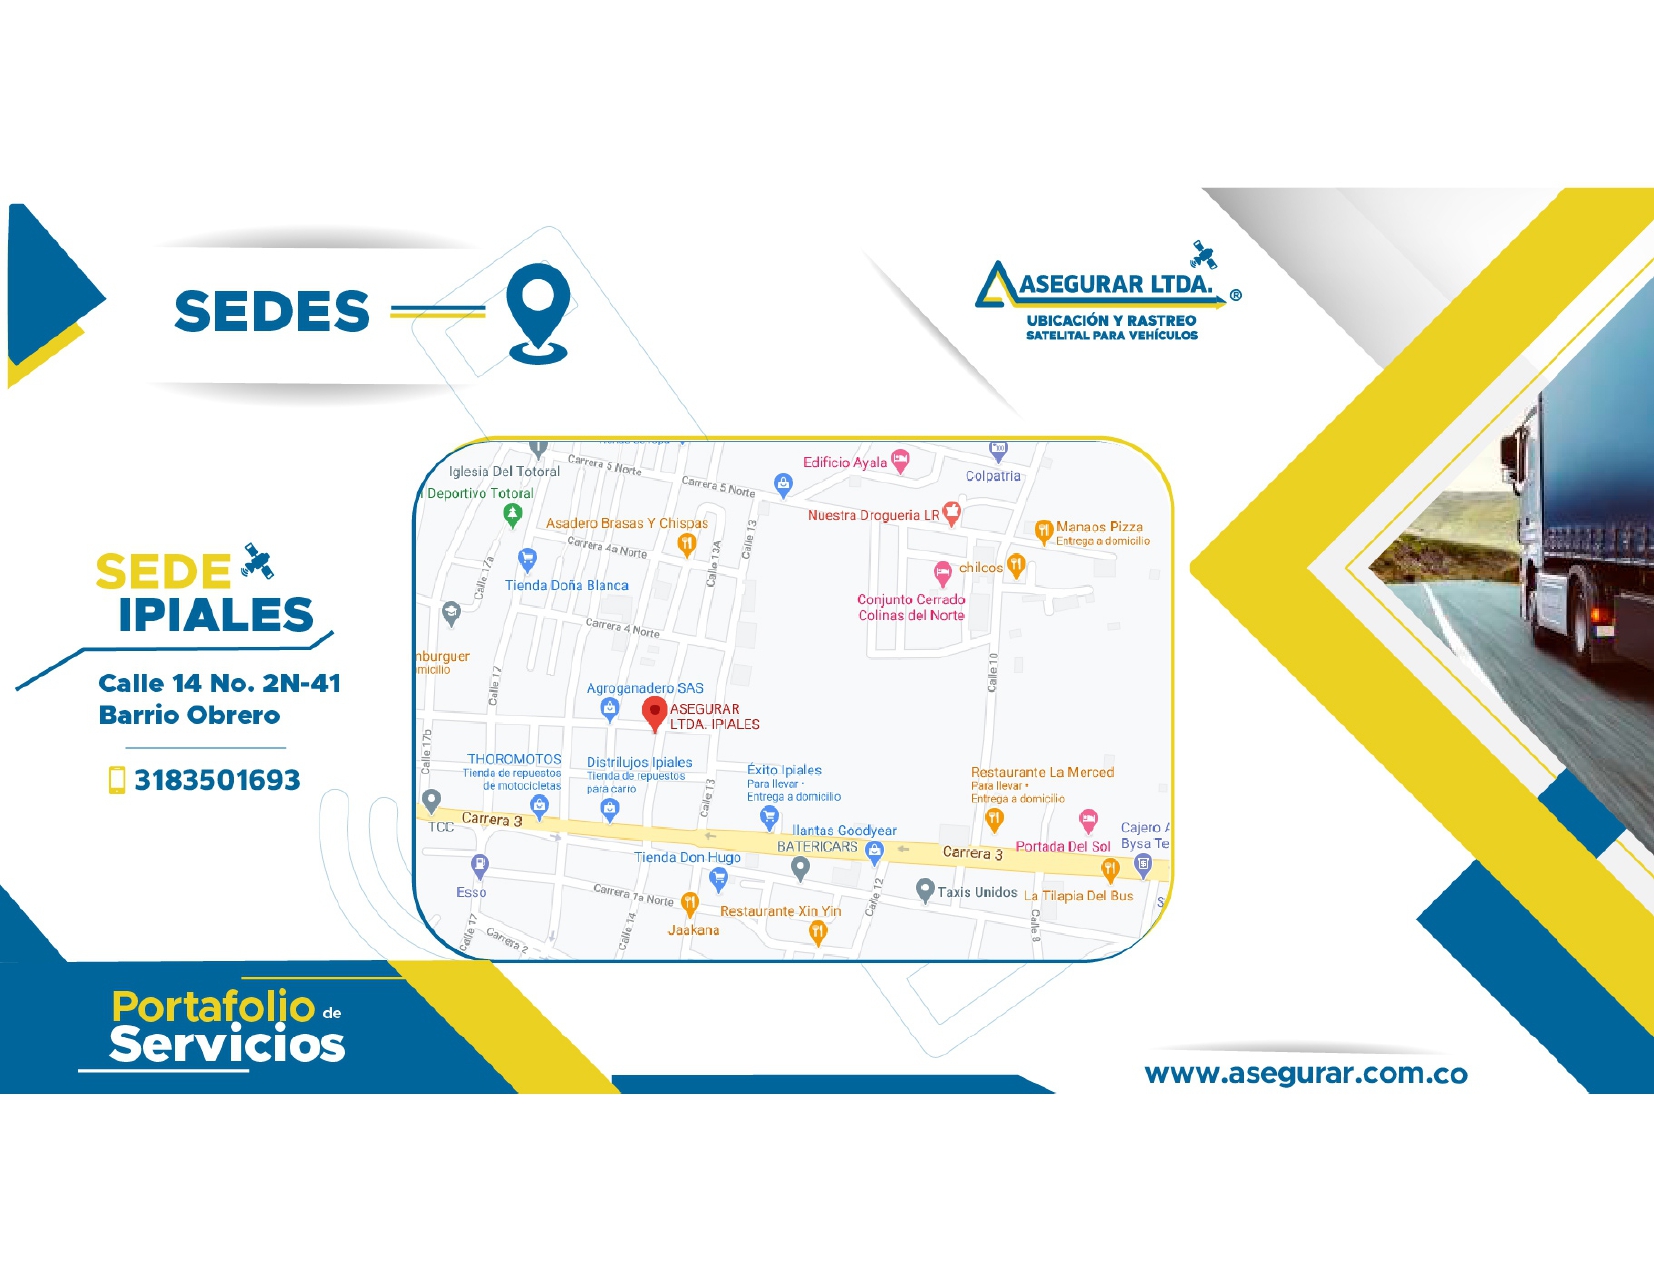 SEDES
ASEGURAR LTDA.
®
UBICACIÓN Y RASTREO
SATELITAL PARA VEHÍCULOS
SEDE
IPIALES
Calle 14 No. 2N-41
Barrio Obrero
3183501693
Iglesia Del Totoral
Deportivo Totoral
Carrera 5 Norte
Carrera 5 Norte
Edificio Ayala
Colpatria
Nuestra Drogueria LR
Manaos Pizza
Entrega a domicilio
Asadero Brasas Y Chispas
Carrera 4a Norte
Calle 13A
Calle 13
Calle 17a
Tienda Doña Blanca
chilcos
Conjunto Cerrado
Colinas del Norte
Carrera 4 Norte
nburguer
micilio
Calle 17
Calle 10
Agroganadero SAS
ASEGURAR
LTDA. IPIALES
Calle 17b
THOROMOTOS
Tienda de repuestos
de motocicletas
Distrilujos Ipiales
Tienda de repuestos
para carro
Calle 13
Éxito Ipiales
Para llevar •
Entrega a domicilio
Restaurante La Merced
Para llevar •
Entrega a domicilio
TCC
Carrera 3
llantas Goodyear
BATERICARS
Carrera 3
Portada Del Sol
Cajero A
Bysa Te
Tienda Don Hugo
Esso
Carrera 7a Norte
Calle 12
Taxis Unidos
La Tilapia Del Bus
S
Restaurante Xin Yin
Jaakana
Calle 17
Carrera 2
Calle 14
Calle 8
Portafolio de
Servicios
www.asegurar.com.co